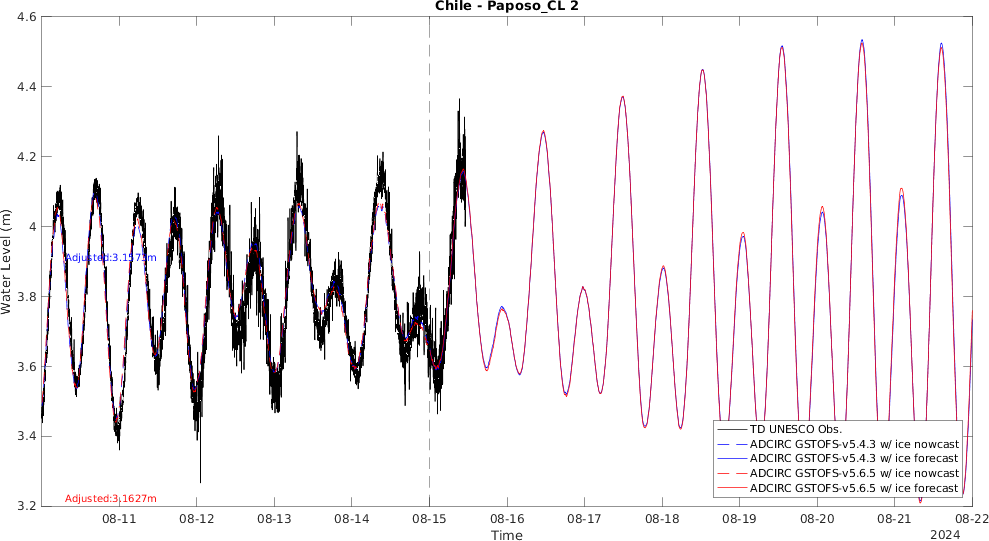 Chile - Paposo_CL 2
4.6
4.4
4.2
4
3.8
3.6
3.4
3.2
Water Level (m)
Adjusted:3.1571m
Adjusted:3.1627m
TD UNESCO Obs.
ADCIRC GSTOFS-v5.4.3 w/ ice nowcast
ADCIRC GSTOFS-v5.4.3 w/ ice forecast
ADCIRC GSTOFS-v5.6.5 w/ ice nowcast
ADCIRC GSTOFS-v5.6.5 w/ ice forecast
08-11 08-12 08-13 08-14 08-15 08-16 08-17 08-18 08-19 08-20 08-21 08-22
Time
2024